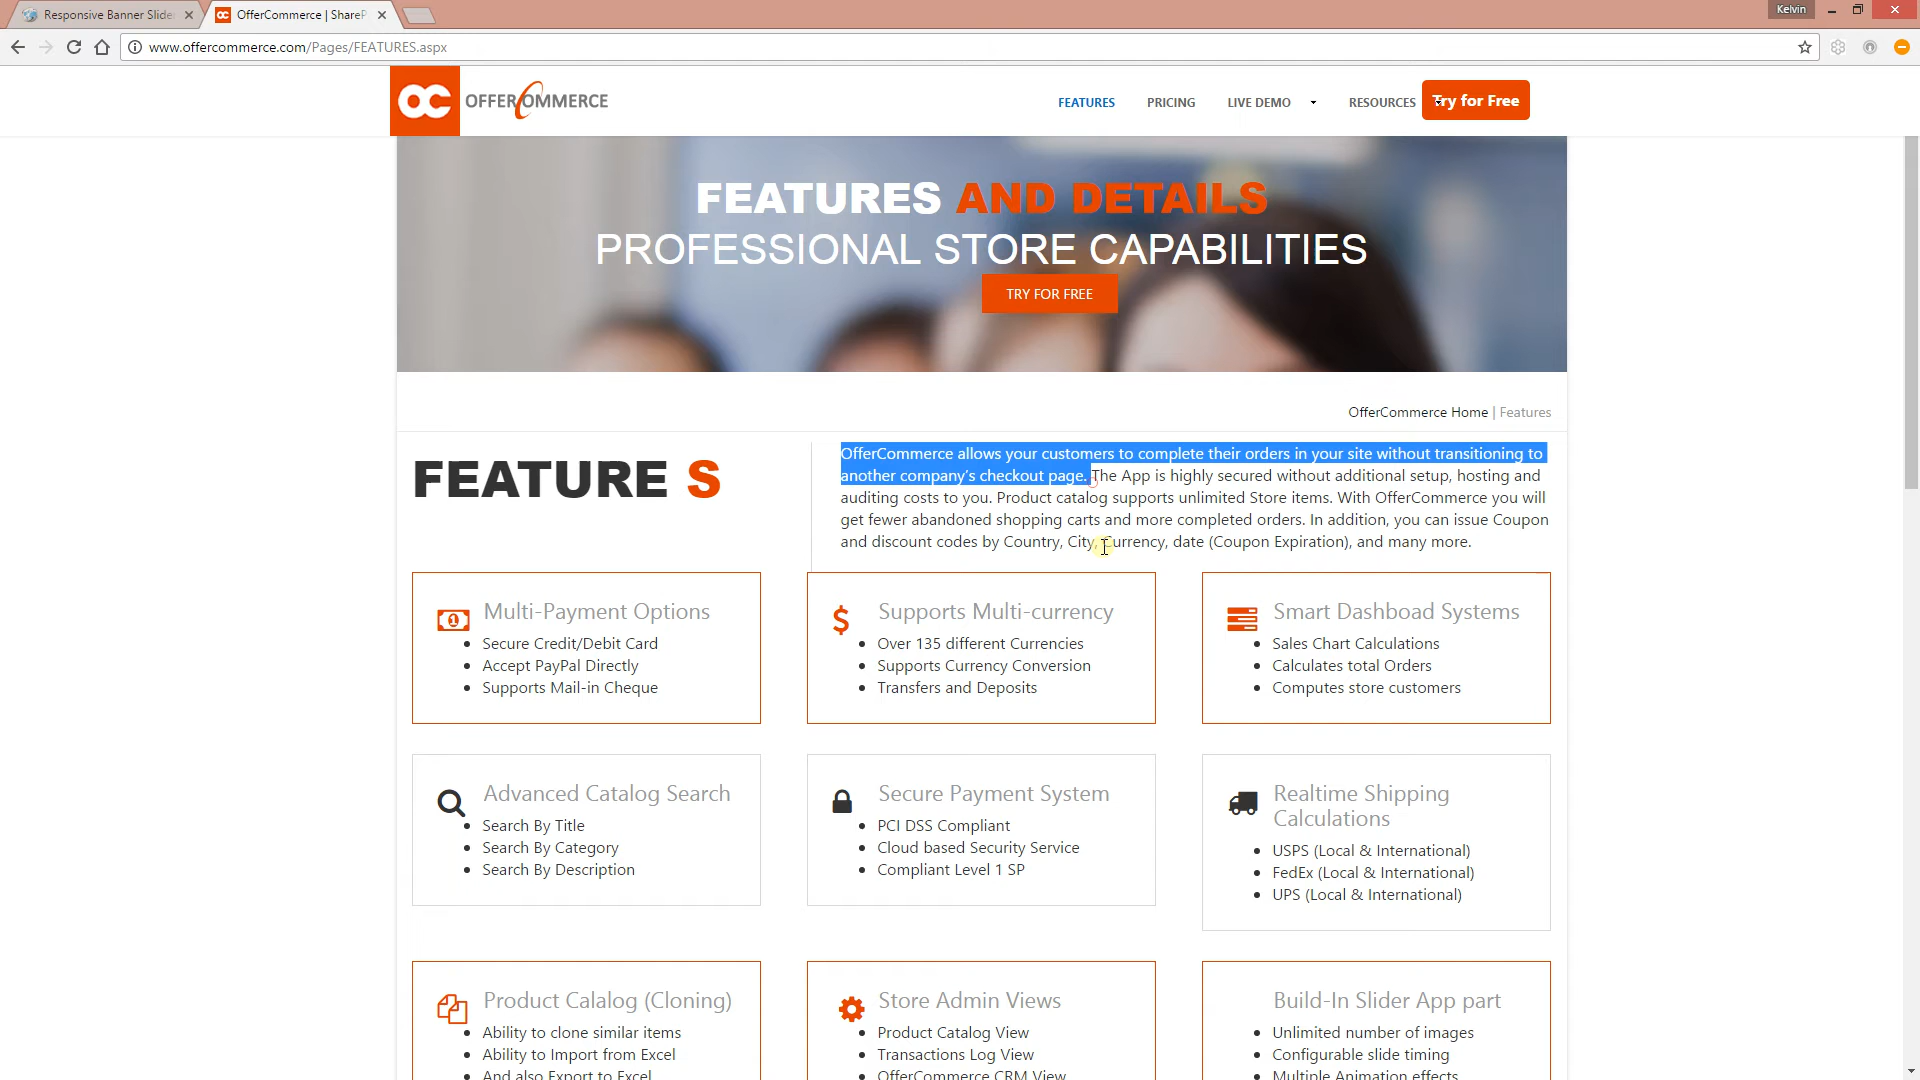 Responsive Banner Slide
OfferCommerce | ShareP
Kelvin
www.offercommerce.com/Pages/FEATURES.aspx
OC OFFERCOMMERCE
FEATURES
PRICING
LIVE DEMO
RESOURCES
Try for Free
FEATURES AND DETAILS
PROFESSIONAL STORE CAPABILITIES
TRY FOR FREE
OfferCommerce Home | Features
FEATURE S
OfferCommerce allows your customers to complete their orders in your site without transitioning to
another company's checkout page. The App is highly secured without additional setup, hosting and
auditing costs to you. Product catalog supports unlimited Store items. With OfferCommerce you will
get fewer abandoned shopping carts and more completed orders. In addition, you can issue Coupon
and discount codes by Country, City, Currency, date (Coupon Expiration), and many more.
Multi-Payment Options
Secure Credit/Debit Card
Accept PayPal Directly
Supports Mail-in Cheque
Supports Multi-currency
Over 135 different Currencies
Supports Currency Conversion
Transfers and Deposits
Smart Dashboad Systems
Sales Chart Calculations
Calculates total Orders
Computes store customers
Advanced Catalog Search
Search By Title
Search By Category
Search By Description
Secure Payment System
PCI DSS Compliant
Cloud based Security Service
Compliant Level 1 SP
Realtime Shipping
Calculations
USPS (Local & International)
FedEx (Local & International)
UPS (Local & International)
Product Calalog (Cloning)
Ability to clone similar items
Ability to Import from Excel
And also Export to Excel
Store Admin Views
Product Catalog View
Transactions Log View
OfferCommerce CRM View
Build-In Slider App part
Unlimited number of images
Configurable slide timing
Multiple Animation effects